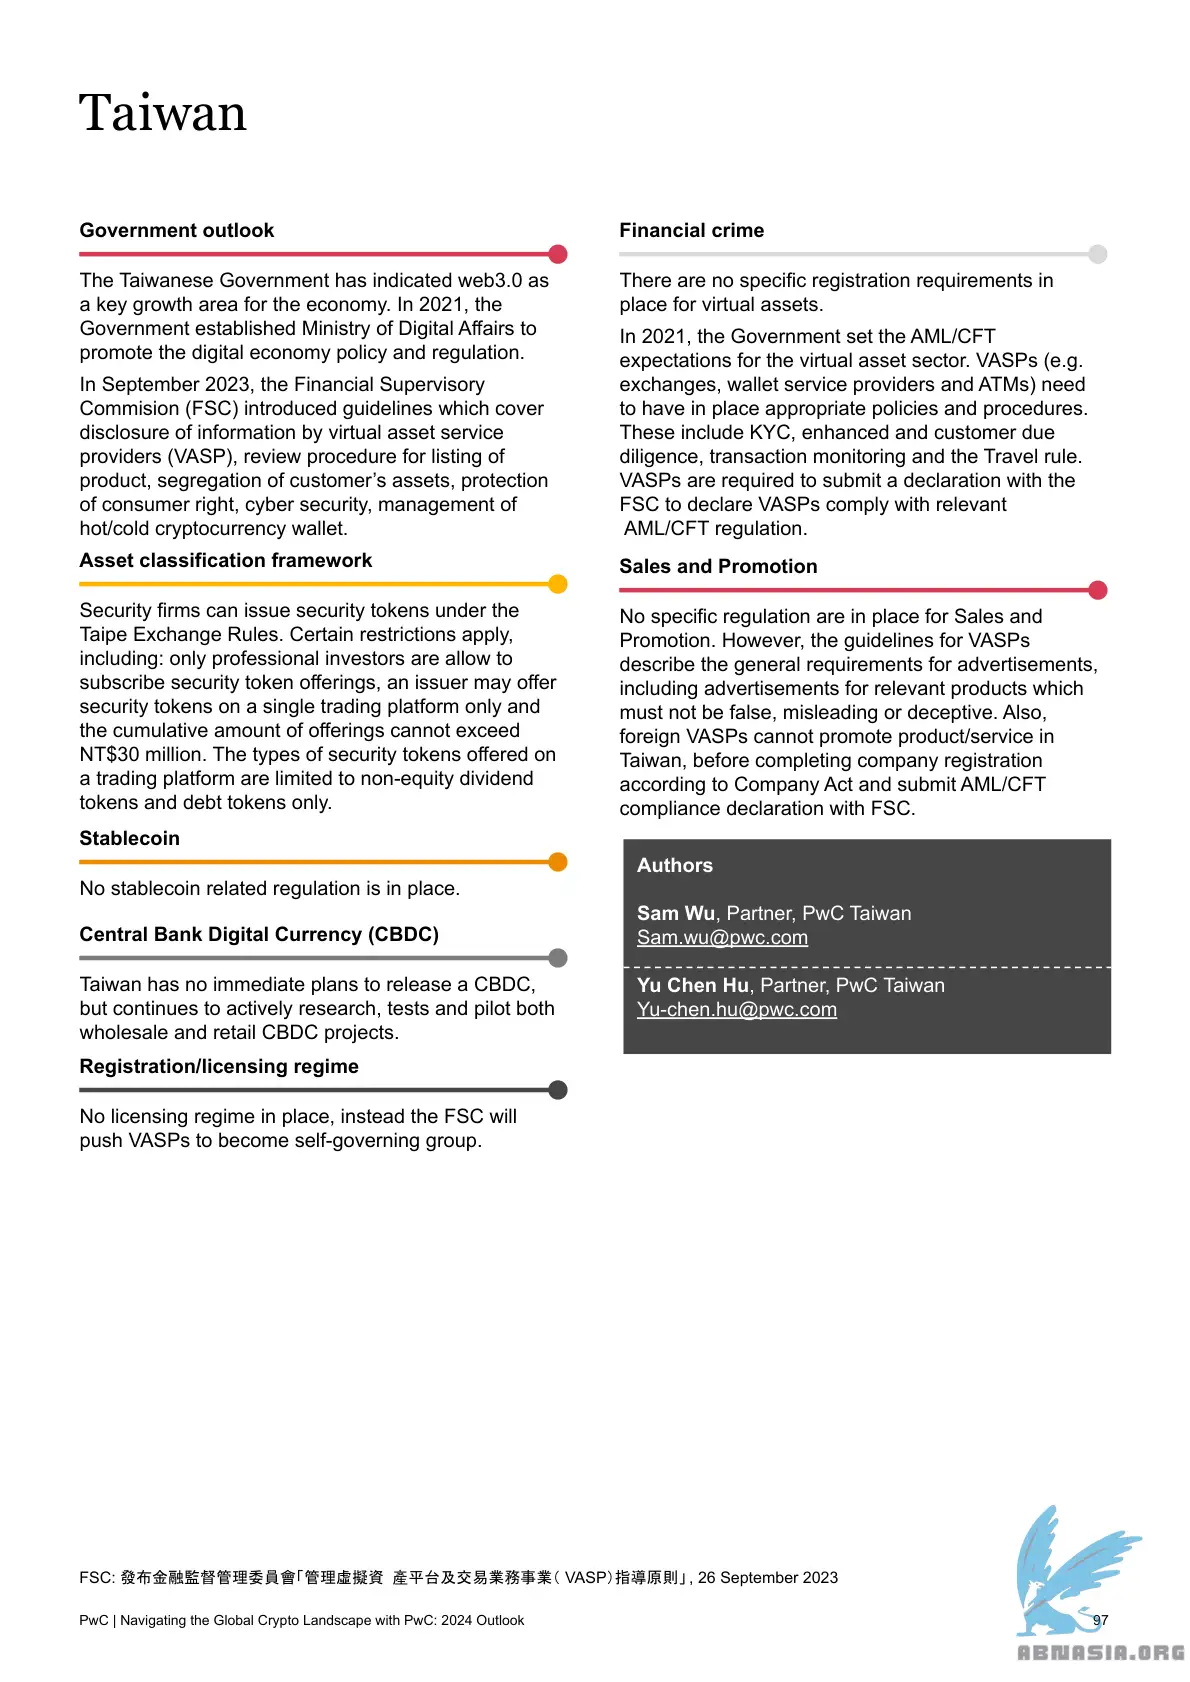 Taiwan
Government outlook
The Taiwanese Government has indicated web3.0 as
a key growth area for the economy. In 2021, the
Government established Ministry of Digital Affairs to
promote the digital economy policy and regulation.
In September 2023, the Financial Supervisory
Commision (FSC) introduced guidelines which cover
disclosure of information by virtual asset service
providers (VASP), review procedure for listing of
product, segregation of customer’s assets, protection
of consumer right, cyber security, management of
hot/cold cryptocurrency wallet.
Asset classification framework
Security firms can issue security tokens under the
Taipe Exchange Rules. Certain restrictions apply,
including: only professional investors are allow to
subscribe security token offerings, an issuer may offer
security tokens on a single trading platform only and
the cumulative amount of offerings cannot exceed
NT$30 million. The types of security tokens offered on
a trading platform are limited to non-equity dividend
tokens and debt tokens only.
Stablecoin
No stablecoin related regulation is in place.
Central Bank Digital Currency (CBDC)
Taiwan has no immediate plans to release a CBDC,
but continues to actively research, tests and pilot both
wholesale and retail CBDC projects.
Registration/licensing regime
No licensing regime in place, instead the FSC will
push VASPs to become self-governing group.
Financial crime
There are no specific registration requirements in
place for virtual assets.
In 2021, the Government set the AML/CFT
expectations for the virtual asset sector. VASPs (e.g.
exchanges, wallet service providers and ATMs) need
to have in place appropriate policies and procedures.
These include KYC, enhanced and customer due
diligence, transaction monitoring and the Travel rule.
VASPs are required to submit a declaration with the
FSC to declare VASPs comply with relevant
AML/CFT regulation.
Sales and Promotion
No specific regulation are in place for Sales and
Promotion. However, the guidelines for VASPs
describe the general requirements for advertisements,
including advertisements for relevant products which
must not be false, misleading or deceptive. Also,
foreign VASPs cannot promote product/service in
Taiwan, before completing company registration
according to Company Act and submit AML/CFT
compliance declaration with FSC.
Authors
Sam Wu, Partner, PwC Taiwan
Sam.wu@pwc.com
Yu Chen Hu, Partner, PwC Taiwan
Yu-chen.hu@pwc.com
FSC: 發布金融監督管理委員會「管理虛擬資 產平台及交易業務事業（ VASP）指導原則」, 26 September 2023
PwC | Navigating the Global Crypto Landscape with PwC: 2024 Outlook
97
ABNASIA.ORG